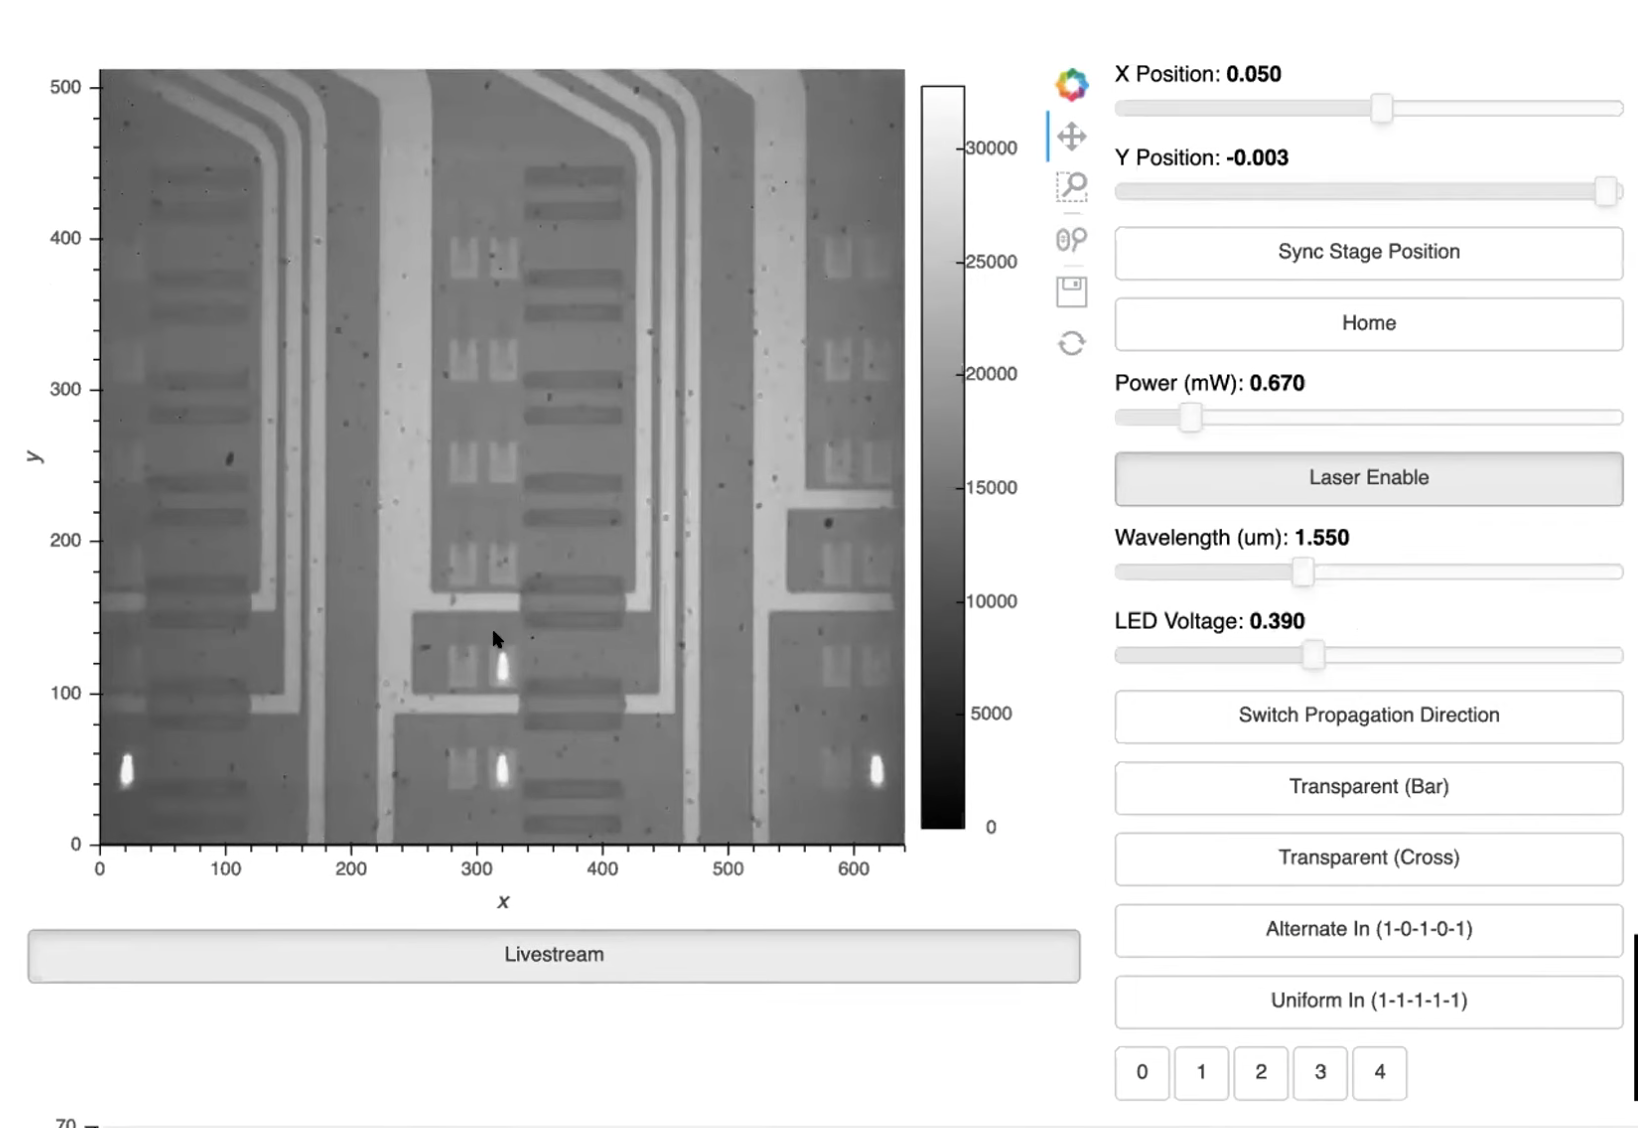 X Position: 0.050
Y Position: -0.003
Sync Stage Position
Home
Power (mW): 0.670
Laser Enable
Wavelength (um): 1.550
LED Voltage: 0.390
Switch Propagation Direction
Transparent (Bar)
Transparent (Cross)
Alternate In (1-0-1-0-1)
Uniform In (1-1-1-1-1)
0 1 2 3 4
500
400
300
200
100
0
y
0 100 200 300 400 500 600
x
30000
25000
20000
15000
10000
5000
0
Livestream
70